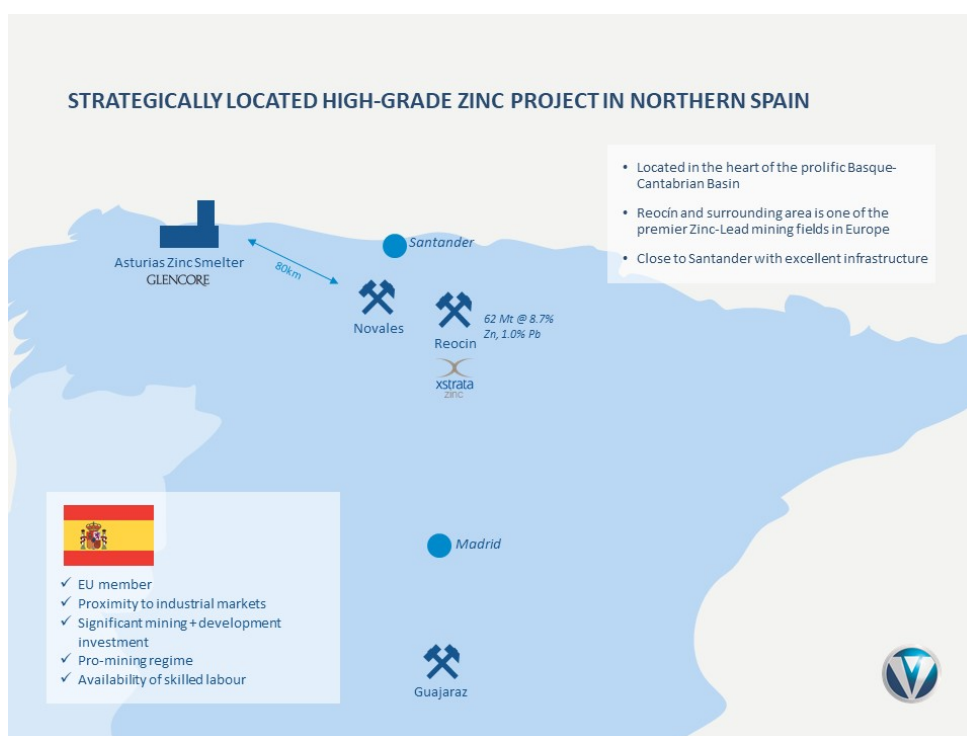 STRATEGICALLY LOCATED HIGH-GRADE ZINC PROJECT IN NORTHERN SPAIN
• Located in the heart of the prolific Basque-
Cantabrian Basin
• Reocín and surrounding area is one of the
premier Zinc-Lead mining fields in Europe
• Close to Santander with excellent infrastructure
Santander
Asturias Zinc Smelter
GLENCORE
80km
Novales
Reocin
62 Mt @ 8.7%
Zn, 1.0% Pb
xstrata
zinc
Madrid
✓ EU member
✓ Proximity to industrial markets
✓ Significant mining + development
investment
✓ Pro-mining regime
✓ Availability of skilled labour
Guajaraz
V